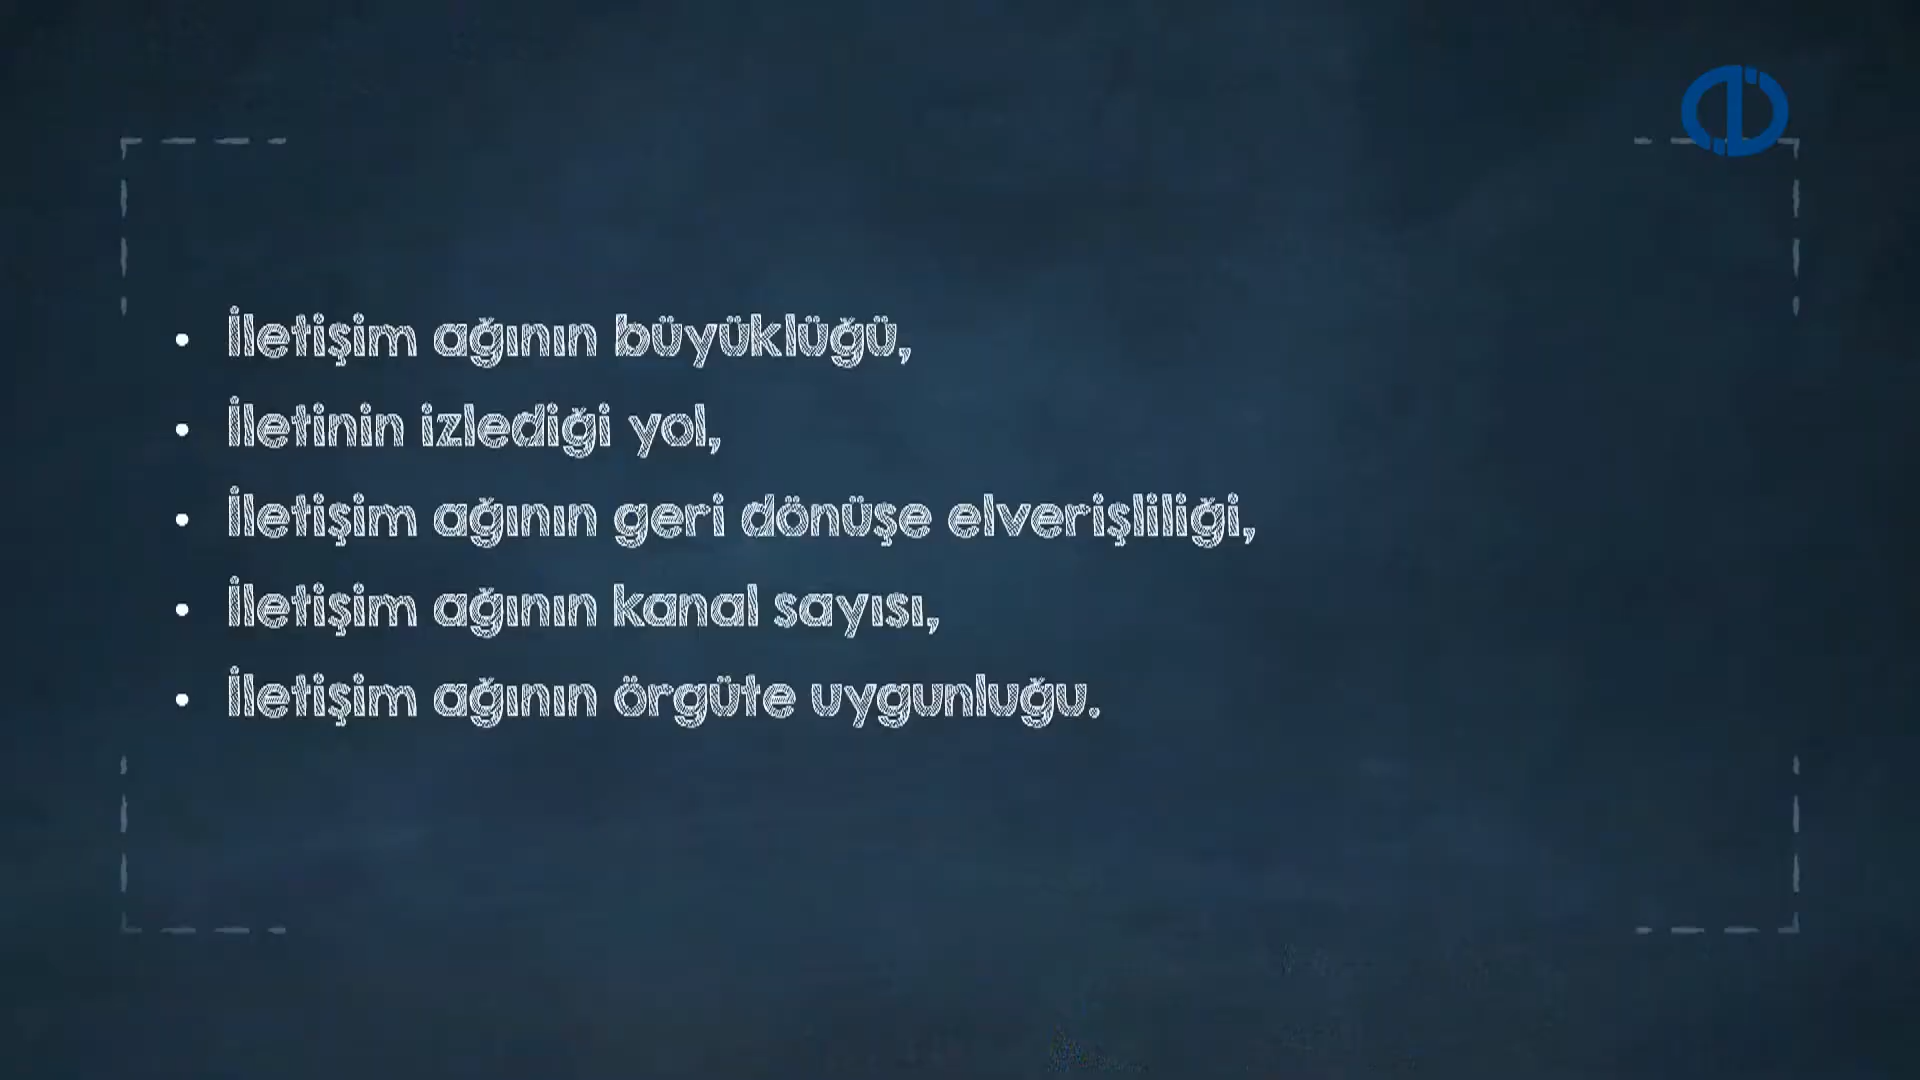 • İletişim ağının büyüklüğü,
• İletinin izlediği yol,
• İletişim ağının geri dönüşe elverişliliği,
• İletişim ağının kanal sayısı,
• İletişim ağının örgüte uygunluğu.